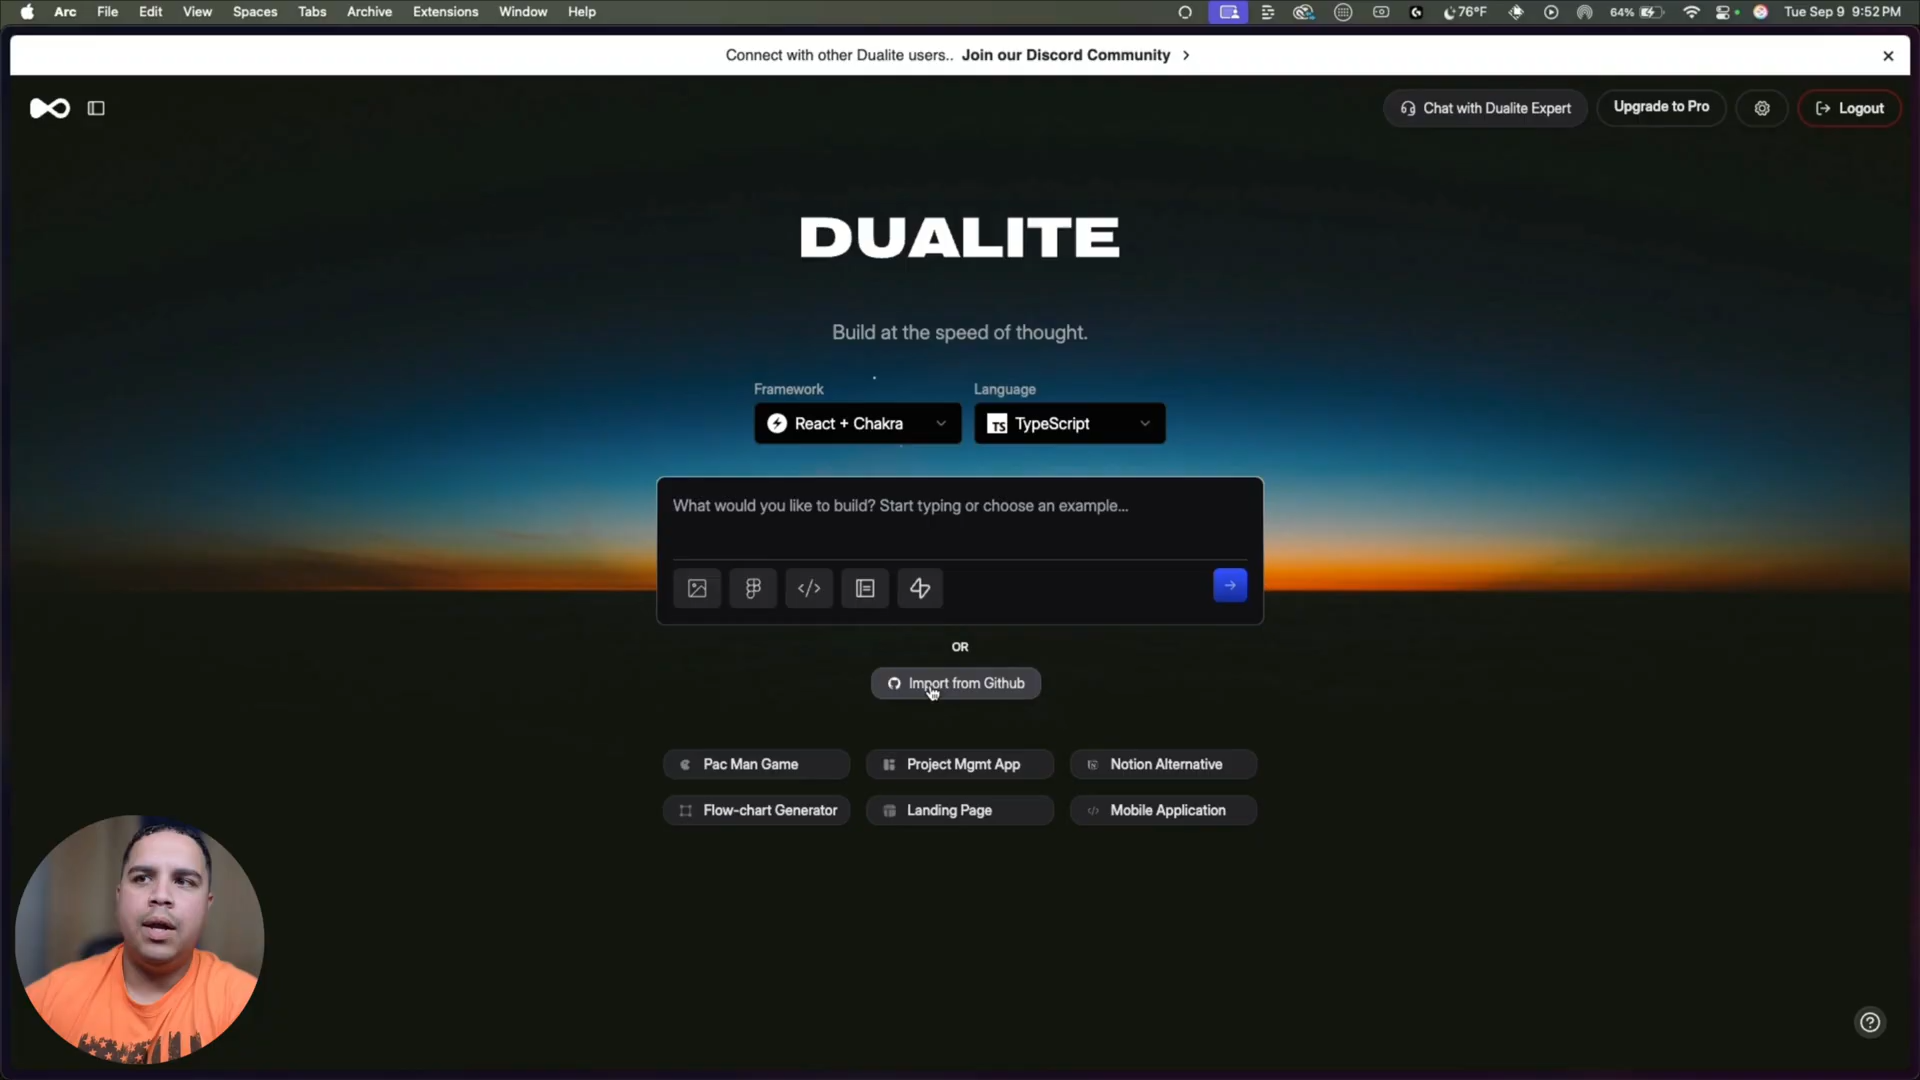 Arc File Edit View Spaces Tabs Archive Extensions Window Help 76°F 64% Tue Sep 9 9:52 PM
Connect with other Dualite users.. Join our Discord Community >
Chat with Dualite Expert Upgrade to Pro Logout
DUALITE
Build at the speed of thought.
Framework Language
React + Chakra TS TypeScript
What would you like to build? Start typing or choose an example...
</>
OR
Import from Github
Pac Man Game Project Mgmt App Notion Alternative
Flow-chart Generator Landing Page </> Mobile Application